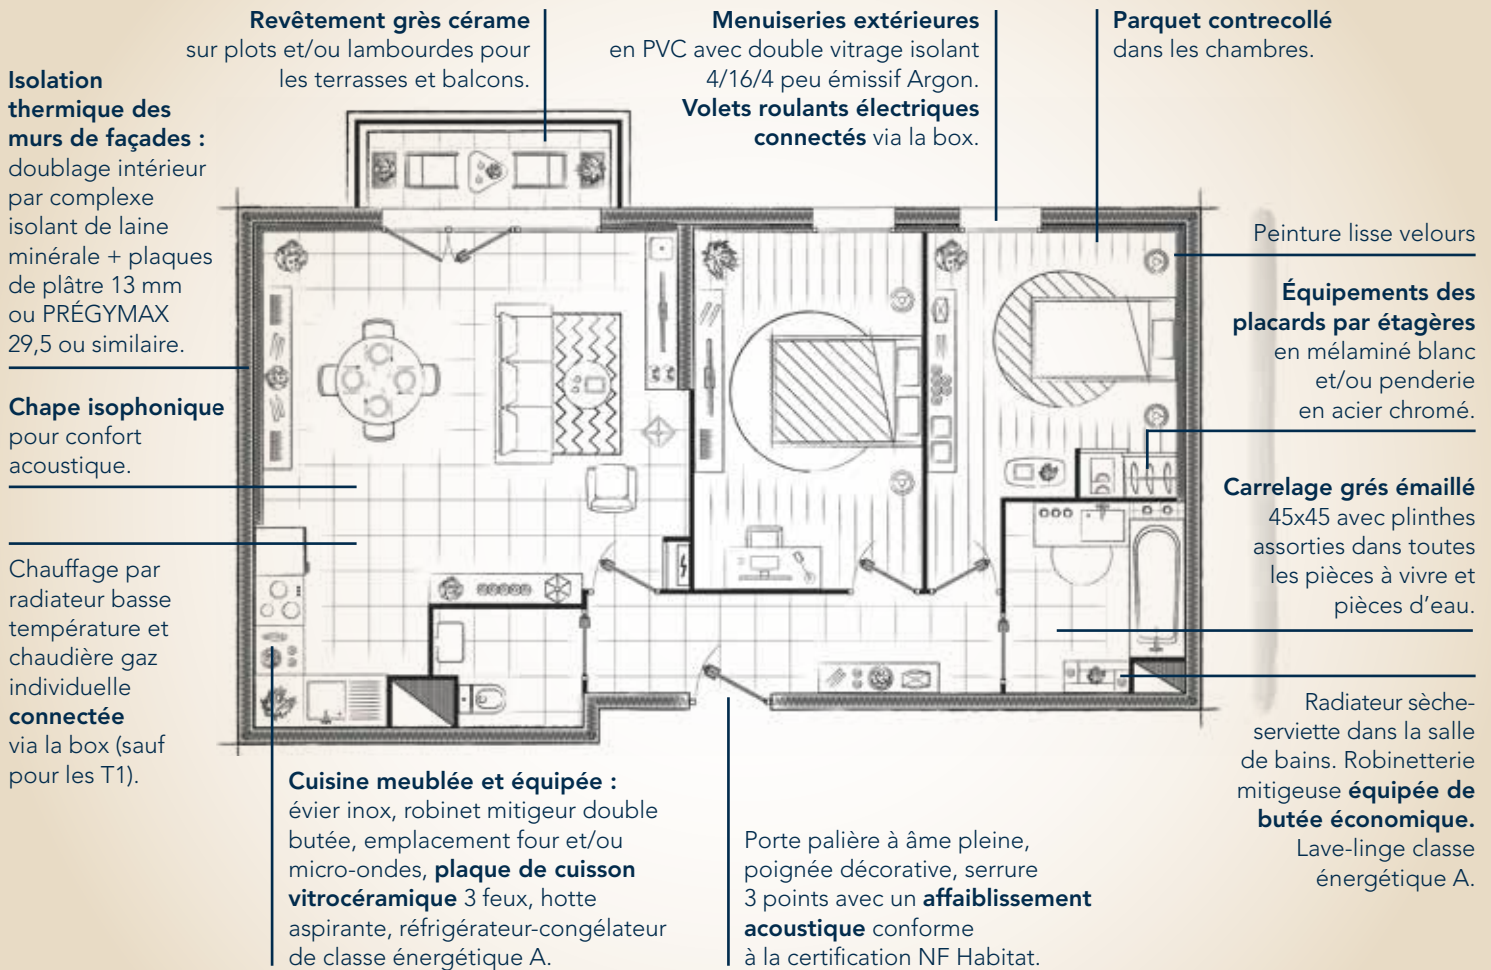 Revêtement grès cérame
sur plots et/ou lambourdes pour
les terrasses et balcons.
Menuiseries extérieures
en PVC avec double vitrage isolant
4/16/4 peu émissif Argon.
Volets roulants électriques
connectés via la box.
Parquet contrecollé
dans les chambres.
Isolation
thermique des
murs de façades :
doublage intérieur
par complexe
isolant de laine
minérale + plaques
de plâtre 13 mm
ou PRÉGYMAX
29,5 ou similaire.
Chape isophonique
pour confort
acoustique.
Chauffage par
radiateur basse
température et
chaudière gaz
individuelle
connectée
via la box (sauf
pour les T1).
Peinture lisse velours
Équipements des
placards par étagères
en mélaminé blanc
et/ou penderie
en acier chromé.
Carrelage grés émaillé
45x45 avec plinthes
assorties dans toutes
les pièces à vivre et
pièces d'eau.
Radiateur sèche-
serviette dans la salle
de bains. Robinetterie
mitigeuse équipée de
butée économique.
Lave-linge classe
énergétique A.
Cuisine meublée et équipée :
évier inox, robinet mitigeur double
butée, emplacement four et/ou
micro-ondes, plaque de cuisson
vitrocéramique 3 feux, hotte
aspirante, réfrigérateur-congélateur
de classe énergétique A.
Porte palière à âme pleine,
poignée décorative, serrure
3 points avec un affaiblissement
acoustique conforme
à la certification NF Habitat.